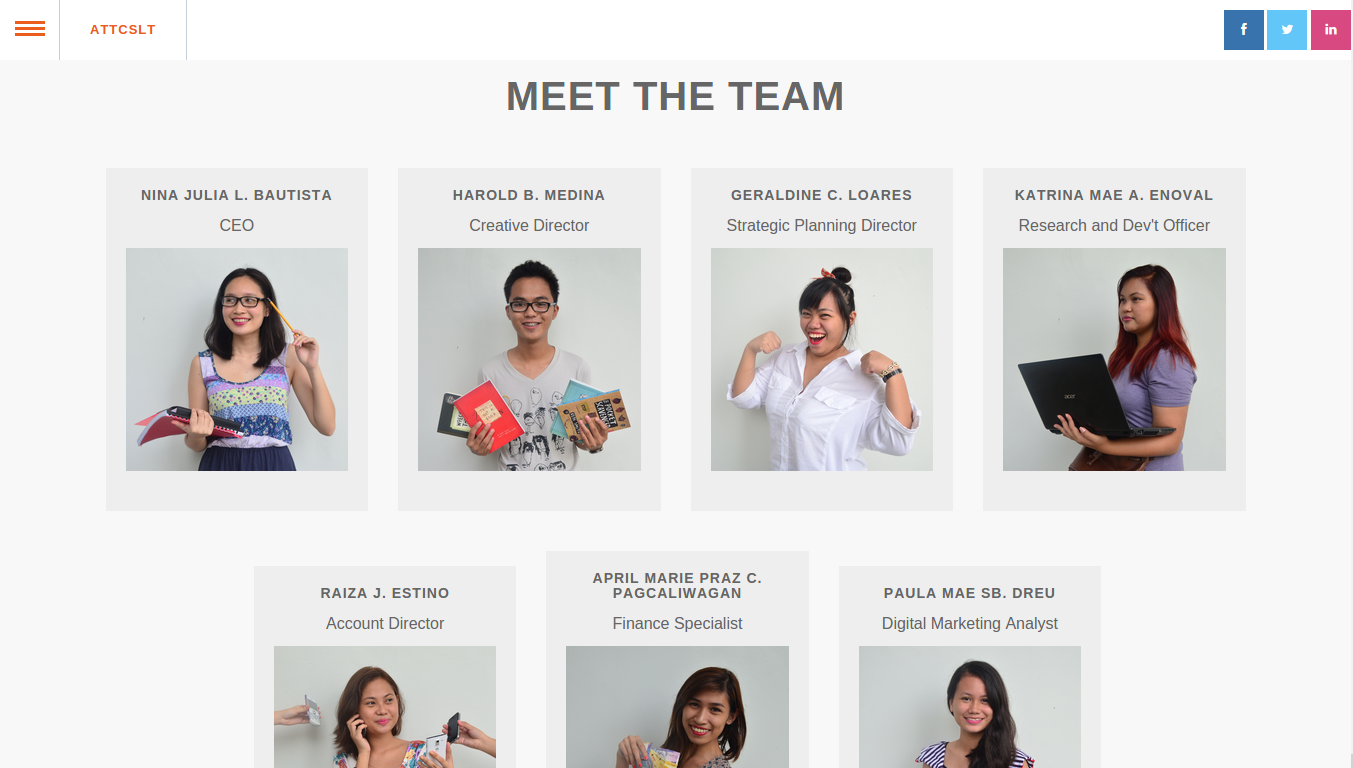 ATTCSLT
MEET THE TEAM
NINA JULIA L. BAUTISTA
CEO
HAROLD B. MEDINA
Creative Director
GERALDINE C. LOARES
Strategic Planning Director
KATRINA MAE A. ENOVAL
Research and Dev't Officer
acer
RAIZA J. ESTINO
Account Director
APRIL MARIE PRAZ C.
PAGCALIWAGAN
Finance Specialist
PAULA MAE SB. DREU
Digital Marketing Analyst